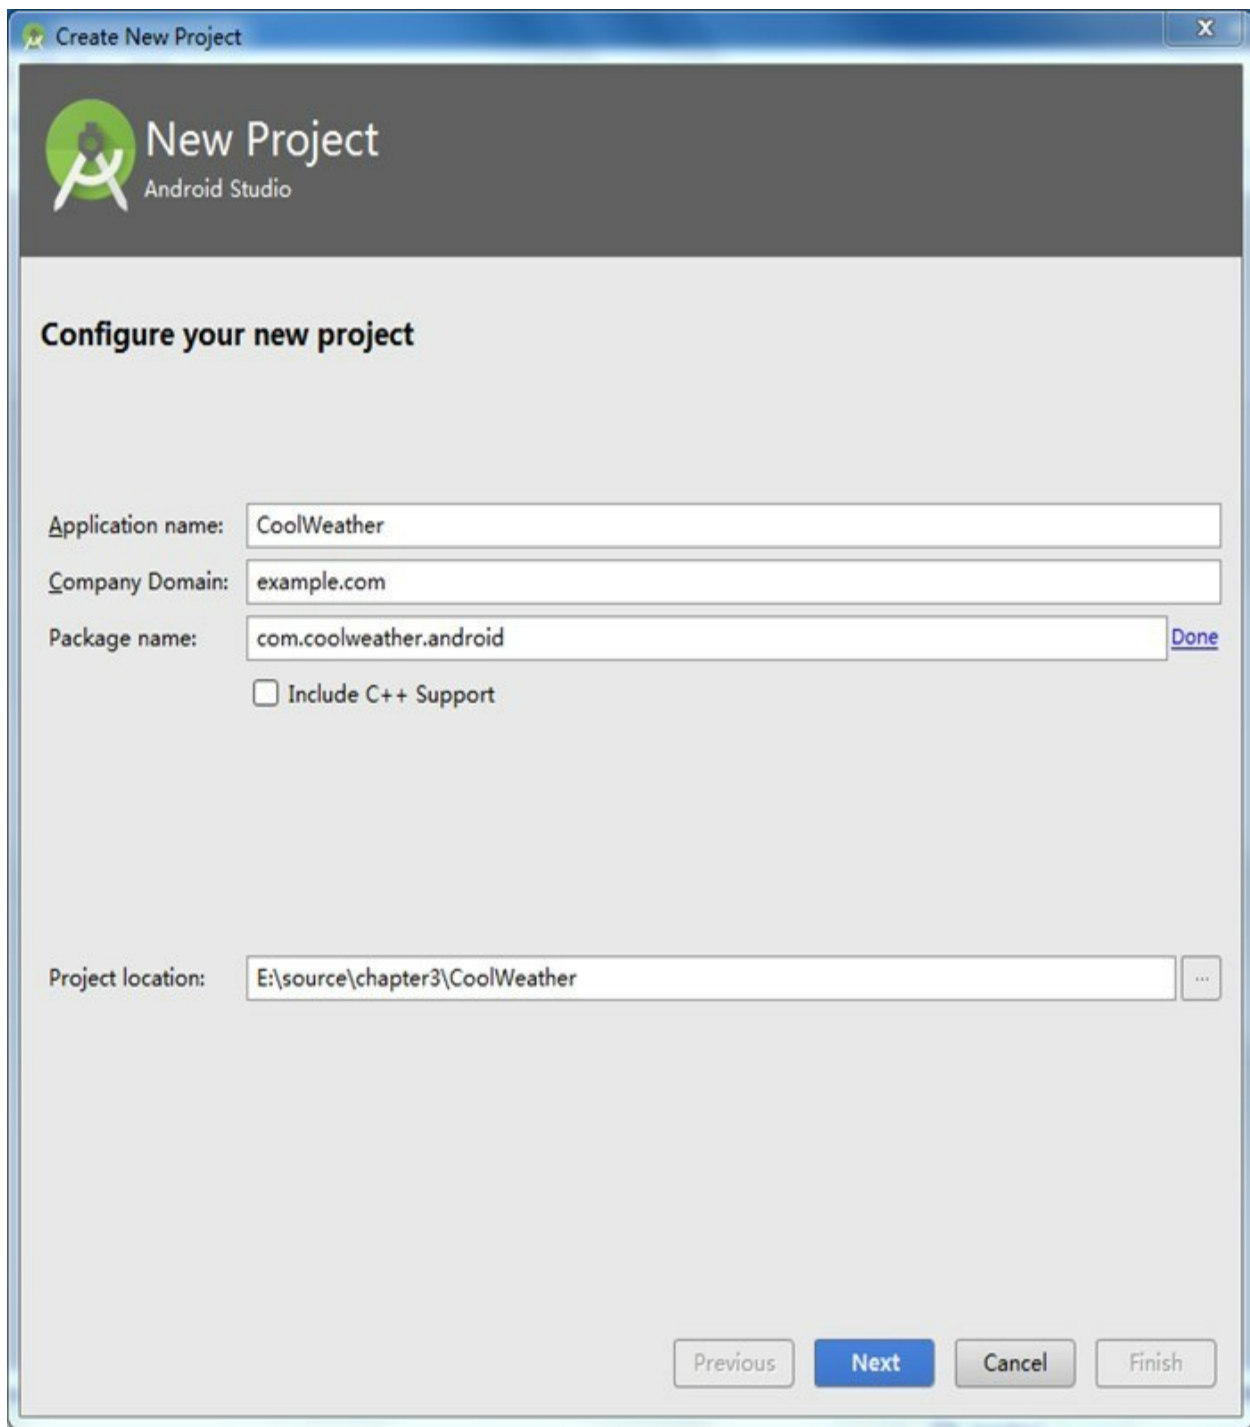 Create New Project
New Project
Android Studio
Configure your new project
Application name: CoolWeather
Company Domain: example.com
Package name: com.coolweather.android Done
Include C++ Support
Project location: E:\source\chapter3\CoolWeather ...
Previous Next Cancel Finish